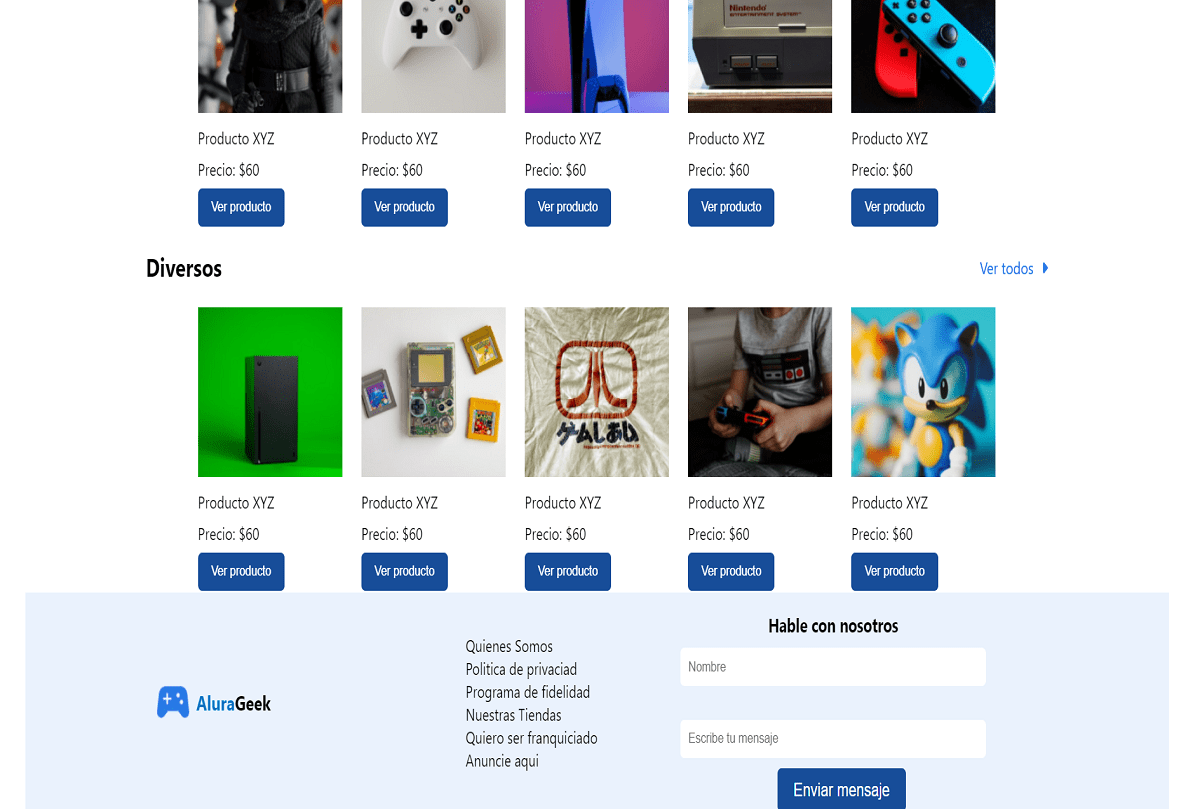 Nintendo
ENTERTAINMENT SYSTEM
Producto XYZ Producto XYZ Producto XYZ Producto XYZ Producto XYZ
Precio: $60 Precio: $60 Precio: $60 Precio: $60 Precio: $60
Ver producto Ver producto Ver producto Ver producto Ver producto
Diversos Ver todos
Producto XYZ Producto XYZ Producto XYZ Producto XYZ Producto XYZ
Precio: $60 Precio: $60 Precio: $60 Precio: $60 Precio: $60
Ver producto Ver producto Ver producto Ver producto Ver producto
AluraGeek
Quienes Somos
Politica de privaciad
Programa de fidelidad
Nuestras Tiendas
Quiero ser franquiciado
Anuncie aqui
Hable con nosotros
Nombre
Escribe tu mensaje
Enviar mensaje